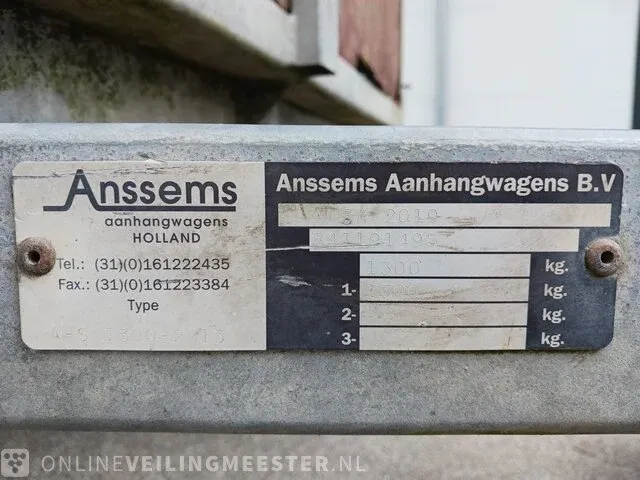 Anssems
aanhangwagens
HOLLAND
Tel.: (31)(0)161222435
Fax.: (31)(0)161223384
Type
Anssems Aanhangwagens B.V
2019
1300 kg.
1- kg.
2- kg.
3- kg.
ONLINEVEILINGMEESTER.NL